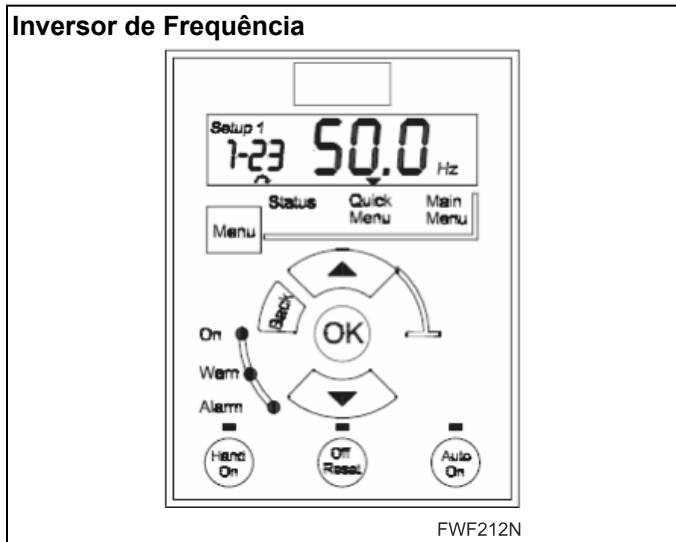 Inversor de Frequência
Setup 1
1-23 50.0 Hz
Status Quick Menu Main Menu
Menu
Back
OK
On
Warn
Alarm
Hand On
Off Reset
Auto On
FWF212N